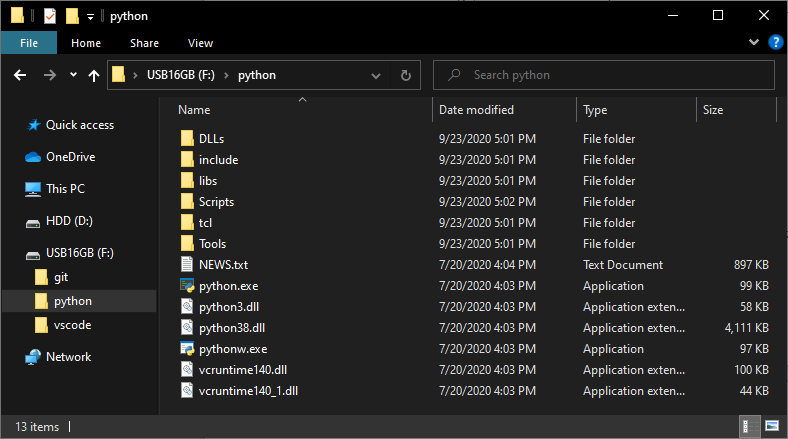 python
File Home Share View
USB16GB (F:) python Search python
Name Date modified Type Size
Quick access
OneDrive
This PC
HDD (D:)
USB16GB (F:)
git
python
vscode
Network
DLLs 9/23/2020 5:01 PM File folder
include 9/23/2020 5:01 PM File folder
libs 9/23/2020 5:01 PM File folder
Scripts 9/23/2020 5:02 PM File folder
tcl 9/23/2020 5:01 PM File folder
Tools 9/23/2020 5:01 PM File folder
NEWS.txt 7/20/2020 4:04 PM Text Document 897 KB
python.exe 7/20/2020 4:03 PM Application 99 KB
python3.dll 7/20/2020 4:03 PM Application exten... 58 KB
python38.dll 7/20/2020 4:03 PM Application exten... 4,111 KB
pythonw.exe 7/20/2020 4:03 PM Application 97 KB
vcruntime140.dll 7/20/2020 4:03 PM Application exten... 100 KB
vcruntime140_1.dll 7/20/2020 4:03 PM Application exten... 44 KB
13 items